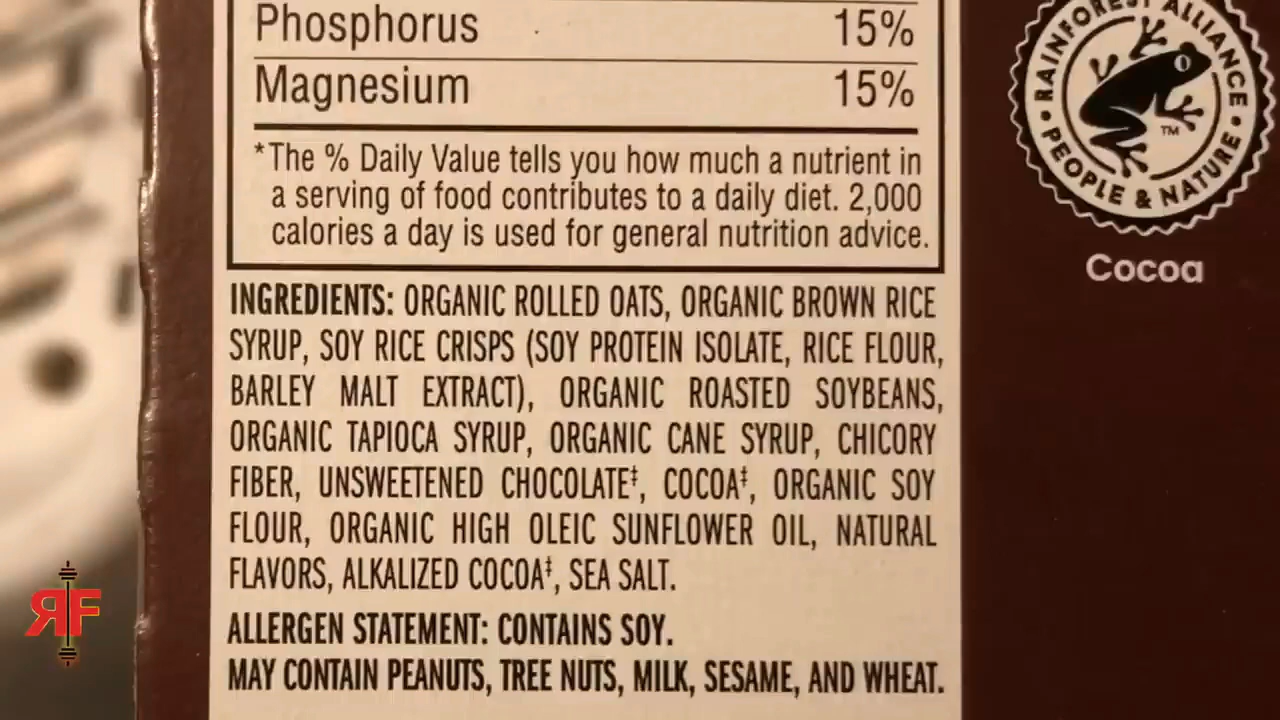 Phosphorus 15%
Magnesium 15%
*The % Daily Value tells you how much a nutrient in
a serving of food contributes to a daily diet. 2,000
calories a day is used for general nutrition advice.
INGREDIENTS: ORGANIC ROLLED OATS, ORGANIC BROWN RICE
SYRUP, SOY RICE CRISPS (SOY PROTEIN ISOLATE, RICE FLOUR,
BARLEY MALT EXTRACT), ORGANIC ROASTED SOYBEANS,
ORGANIC TAPIOCA SYRUP, ORGANIC CANE SYRUP, CHICORY
FIBER, UNSWEETENED CHOCOLATE‡, COCOA‡, ORGANIC SOY
FLOUR, ORGANIC HIGH OLEIC SUNFLOWER OIL, NATURAL
FLAVORS, ALKALIZED COCOA‡, SEA SALT.
ALLERGEN STATEMENT: CONTAINS SOY.
MAY CONTAIN PEANUTS, TREE NUTS, MILK, SESAME, AND WHEAT.
RAINFOREST ALLIANCE
• PEOPLE & NATURE •
TM
Cocoa
RF